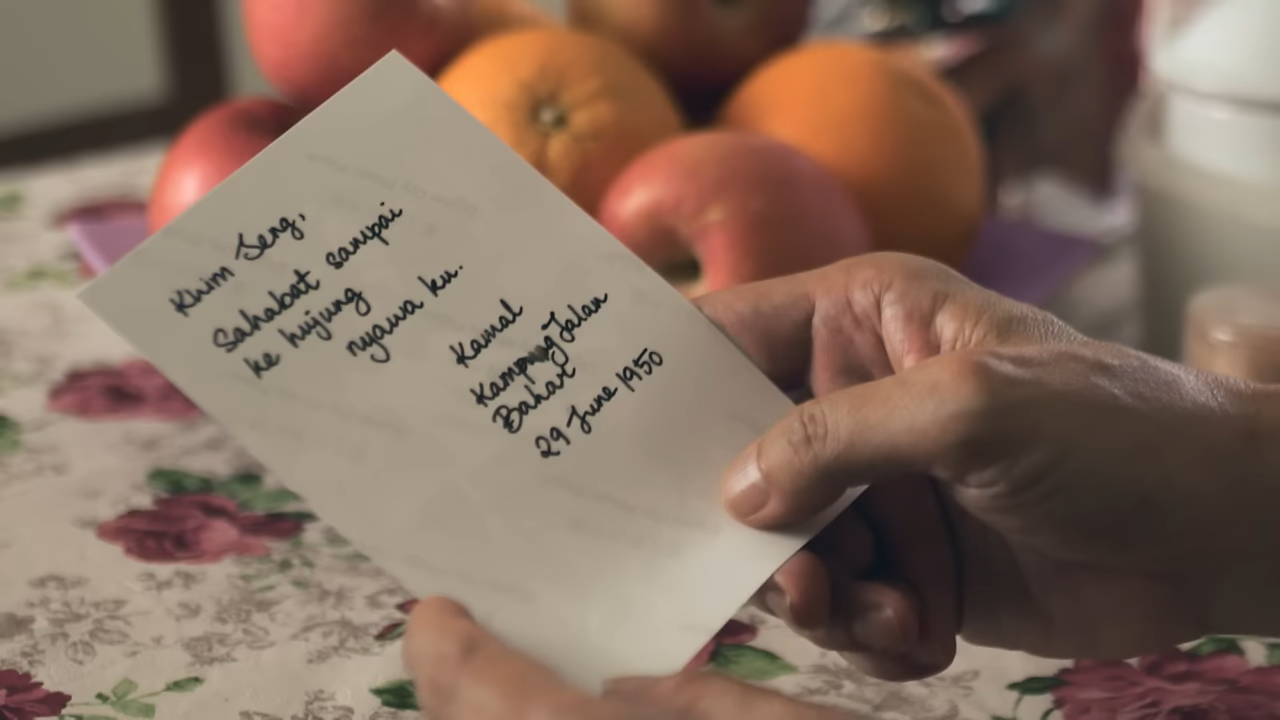 Khim Seng,
Sahabat sampai
ke hujung
nyawa ku.
Kamal
Kampung Jalan
Bahar
29 June 1950